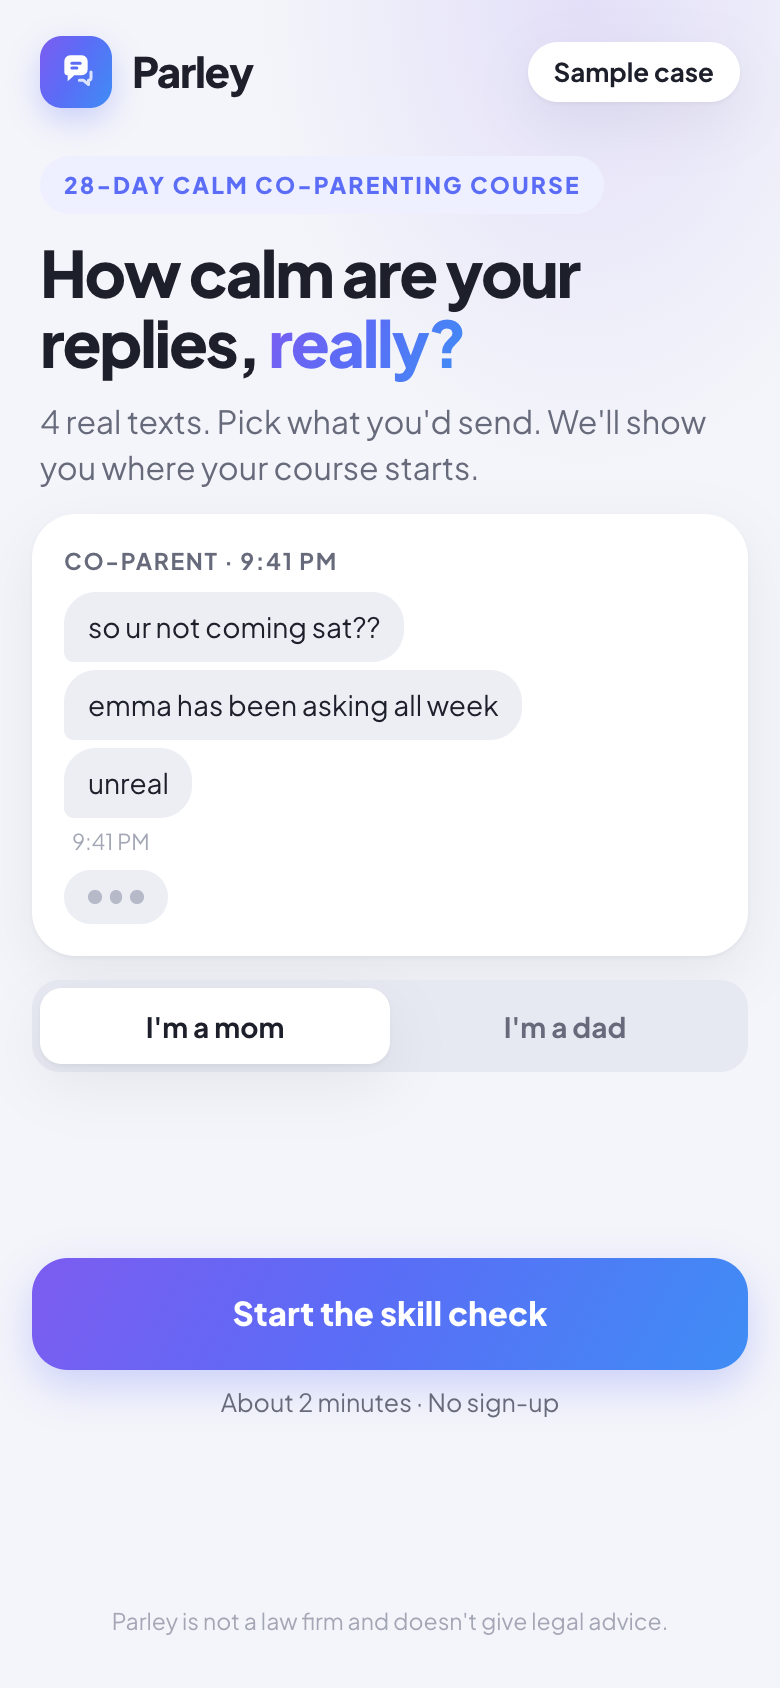 Parley
Sample case
28-DAY CALM CO-PARENTING COURSE
How calm are your
replies, really?
4 real texts. Pick what you'd send. We'll show
you where your course starts.
CO-PARENT · 9:41 PM
so ur not coming sat??
emma has been asking all week
unreal
9:41 PM
I'm a mom
I'm a dad
Start the skill check
About 2 minutes · No sign-up
Parley is not a law firm and doesn't give legal advice.